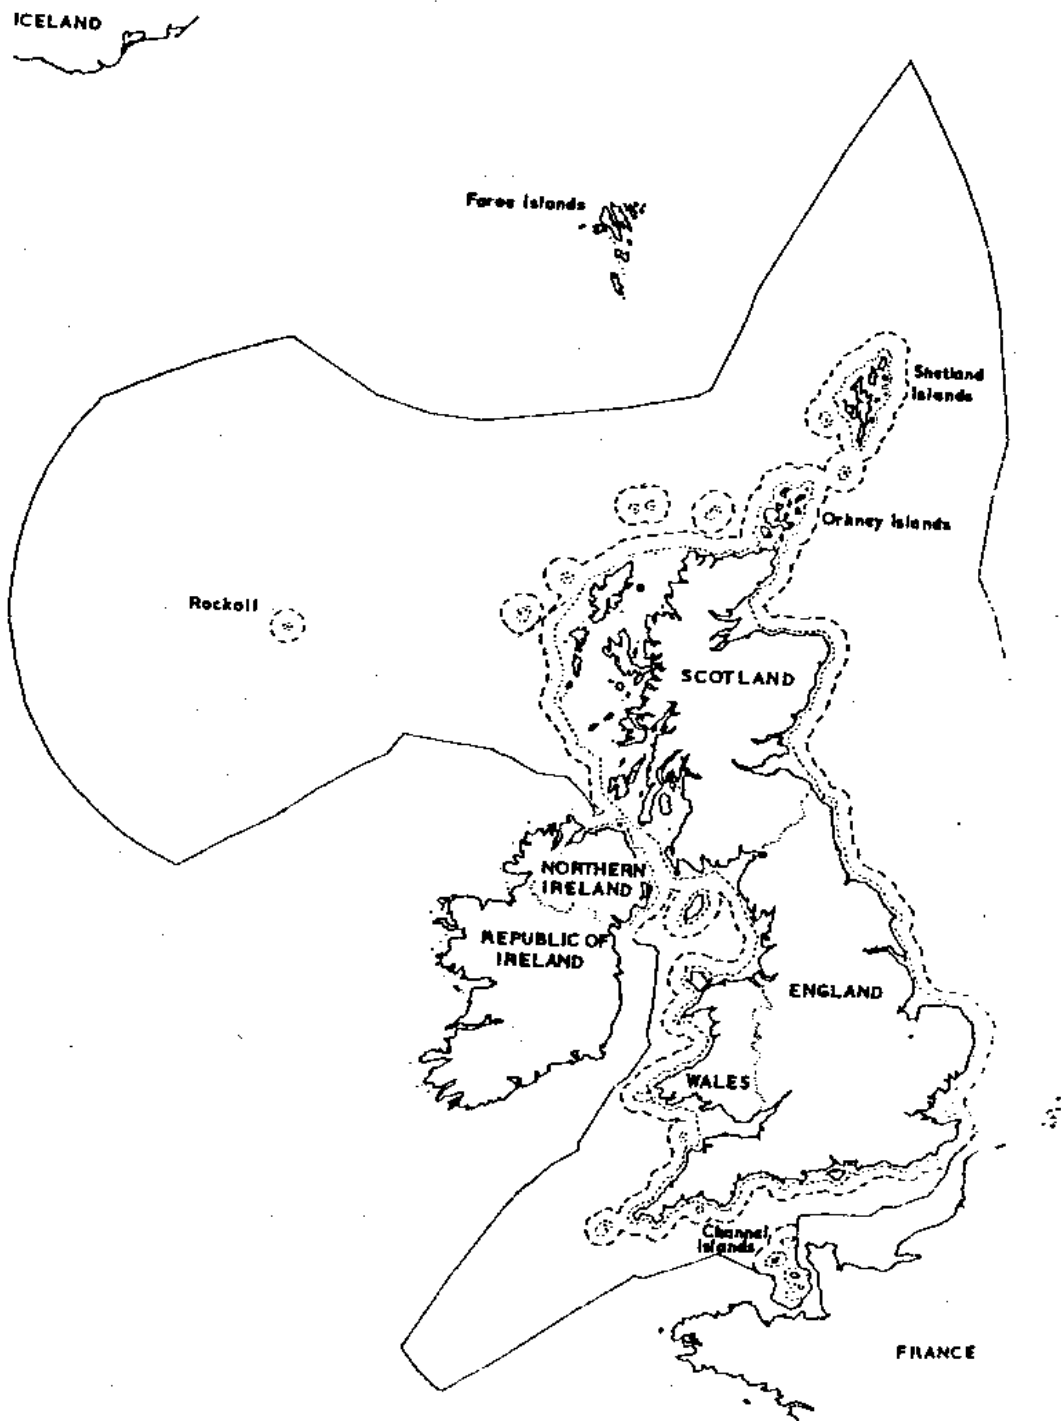 ICELAND
Faroe Islands
Shetland
Islands
Orkney Islands
Rockall
SCOTLAND
NORTHERN
IRELAND
REPUBLIC OF
IRELAND
ENGLAND
WALES
Channel
Islands
FRANCE